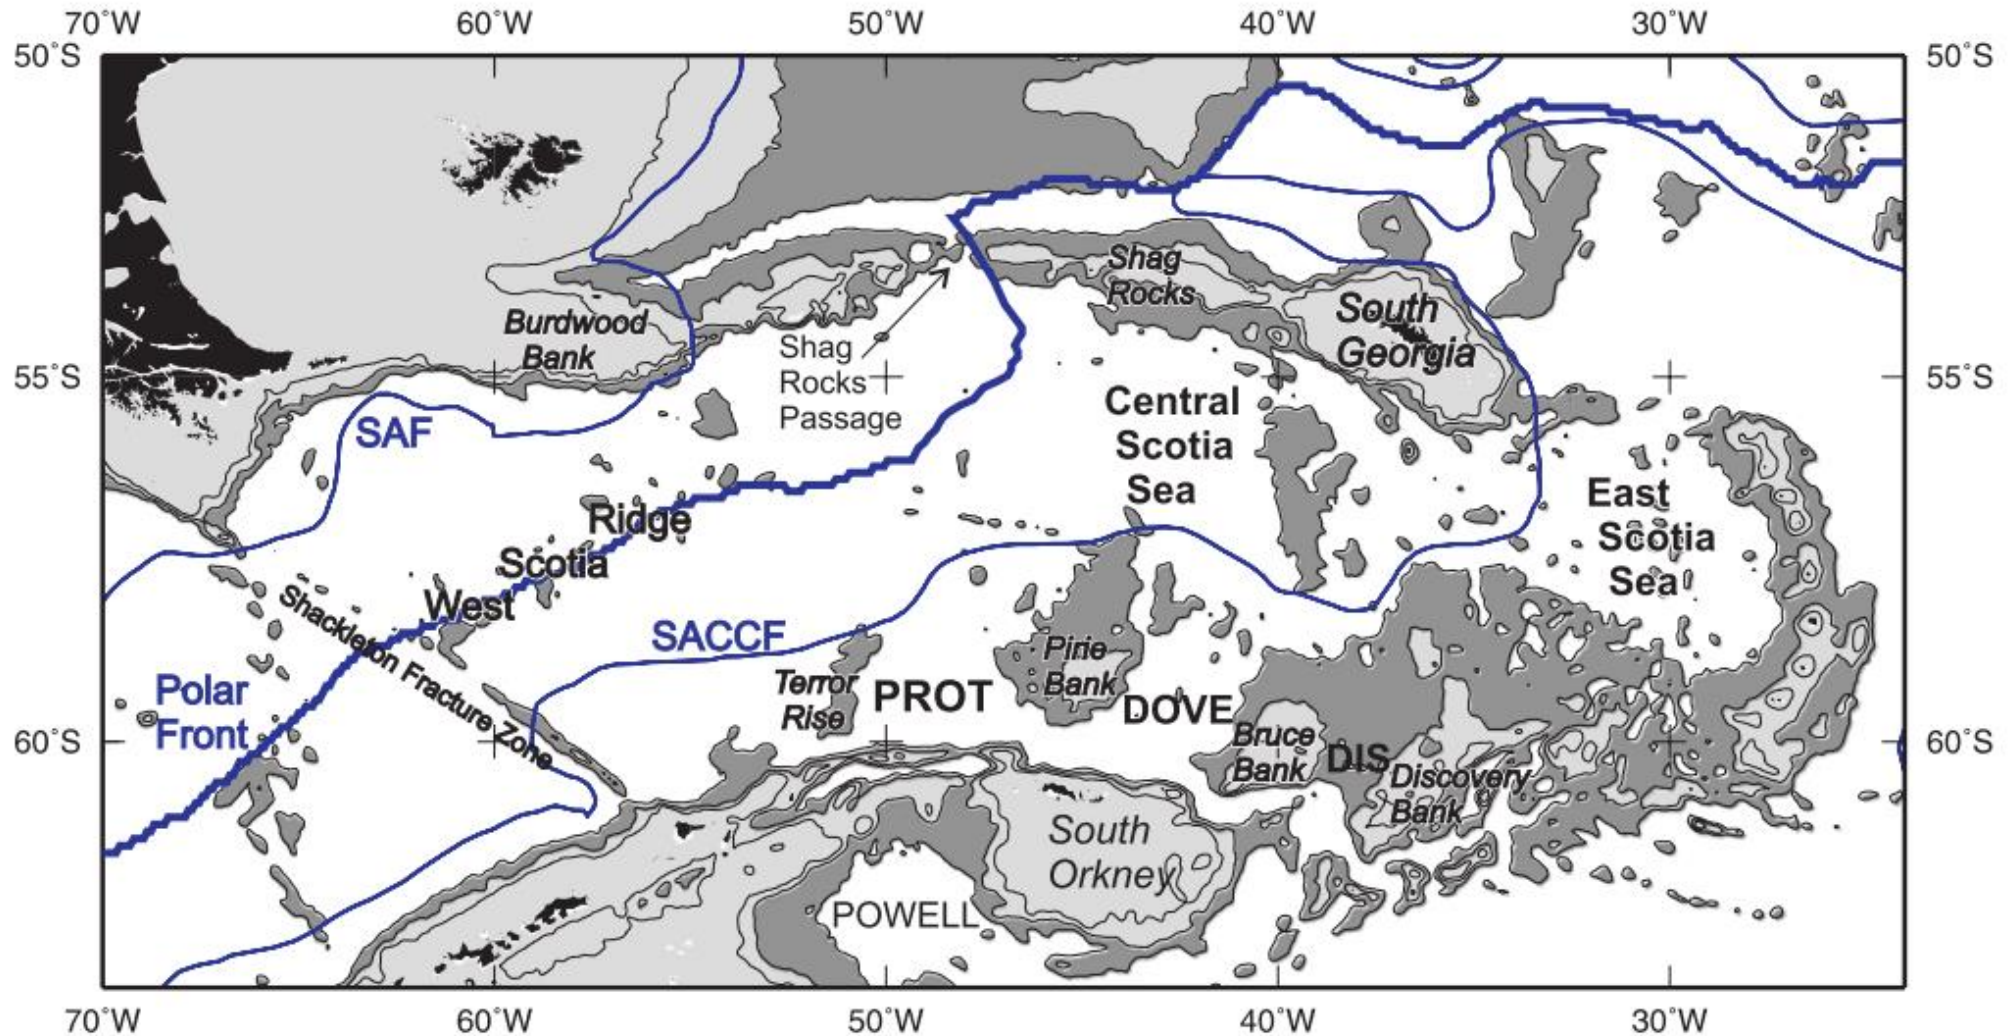 70˚W
60˚W
50˚W
40˚W
30˚W
50˚S
50˚S
Shag
Rocks
South
Georgia
Burdwood
Bank
Shag
Rocks
Passage
55˚S
55˚S
SAF
Central
Scotia
Sea
East
Scotia
Sea
Ridge
Scotia
West
Shackleton Fracture Zone
SACCF
Polar
Front
Terror
Rise
PROT
Pirie
Bank
DOVE
Bruce
Bank
DIS
Discovery
Bank
60˚S
60˚S
South
Orkney
POWELL
70˚W
60˚W
50˚W
40˚W
30˚W